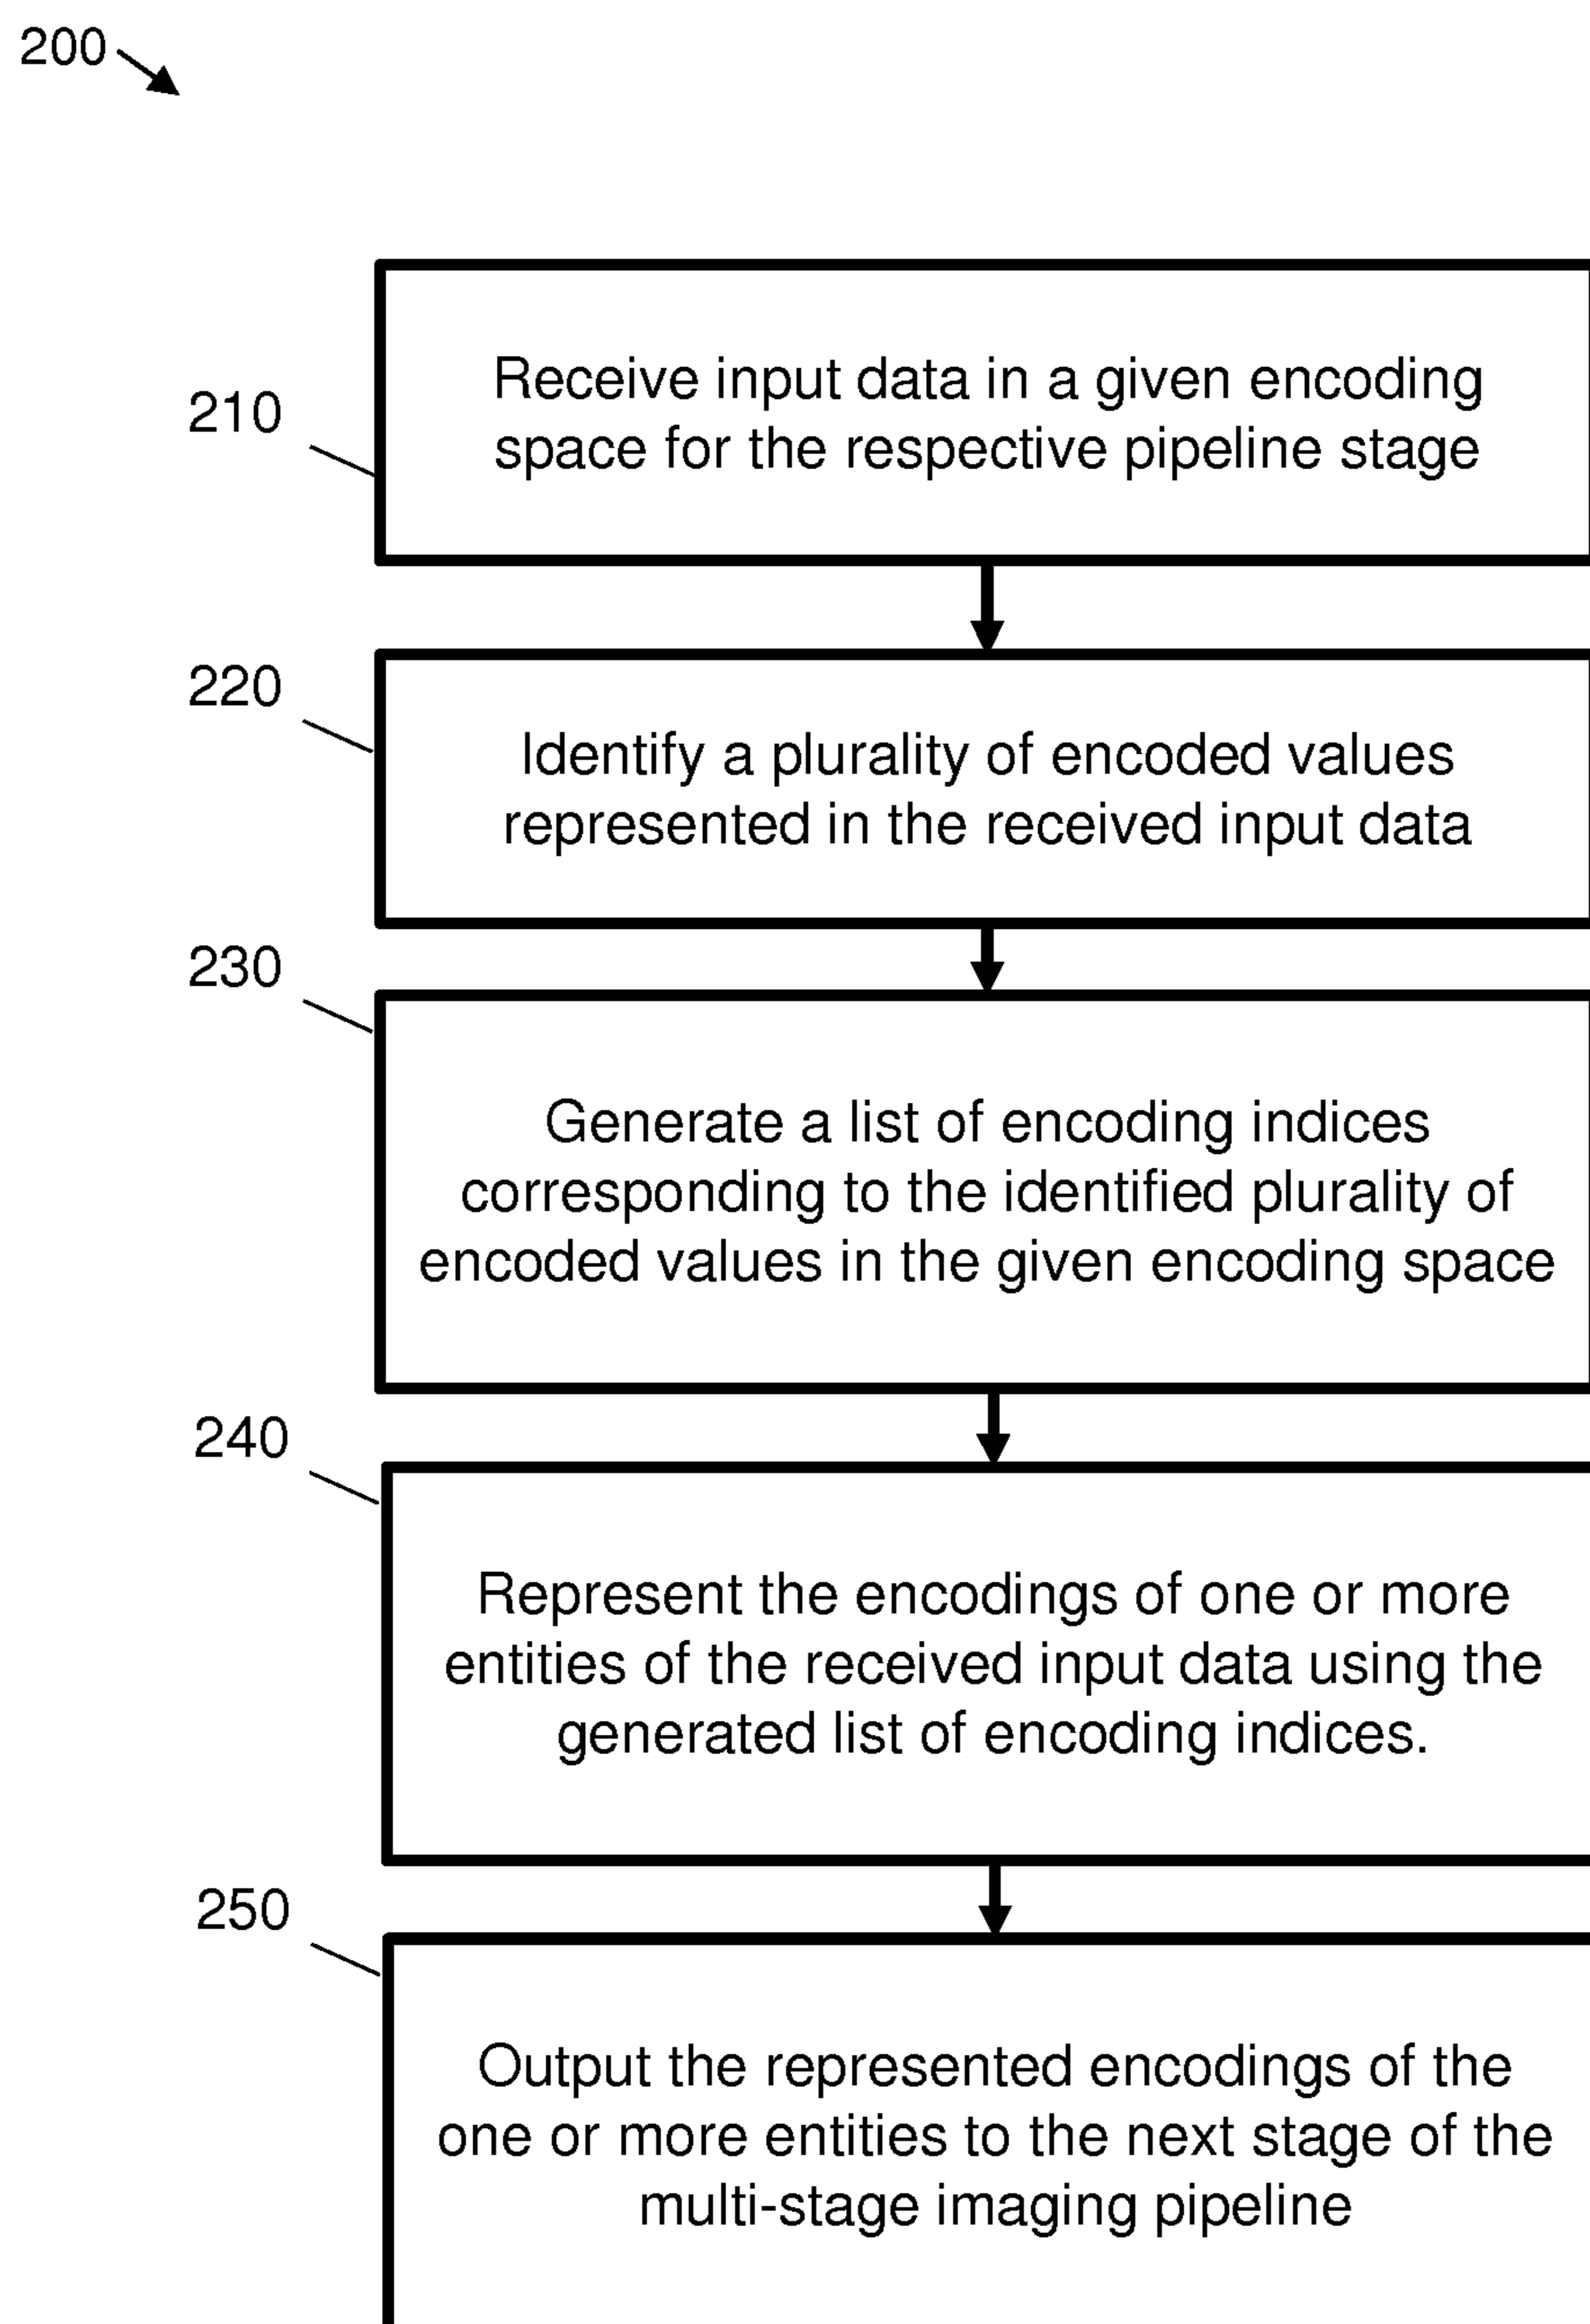 200
210
Receive input data in a given encoding
space for the respective pipeline stage
220
Identify a plurality of encoded values
represented in the received input data
230
Generate a list of encoding indices
corresponding to the identified plurality of
encoded values in the given encoding space
240
Represent the encodings of one or more
entities of the received input data using the
generated list of encoding indices.
250
Output the represented encodings of the
one or more entities to the next stage of the
multi-stage imaging pipeline